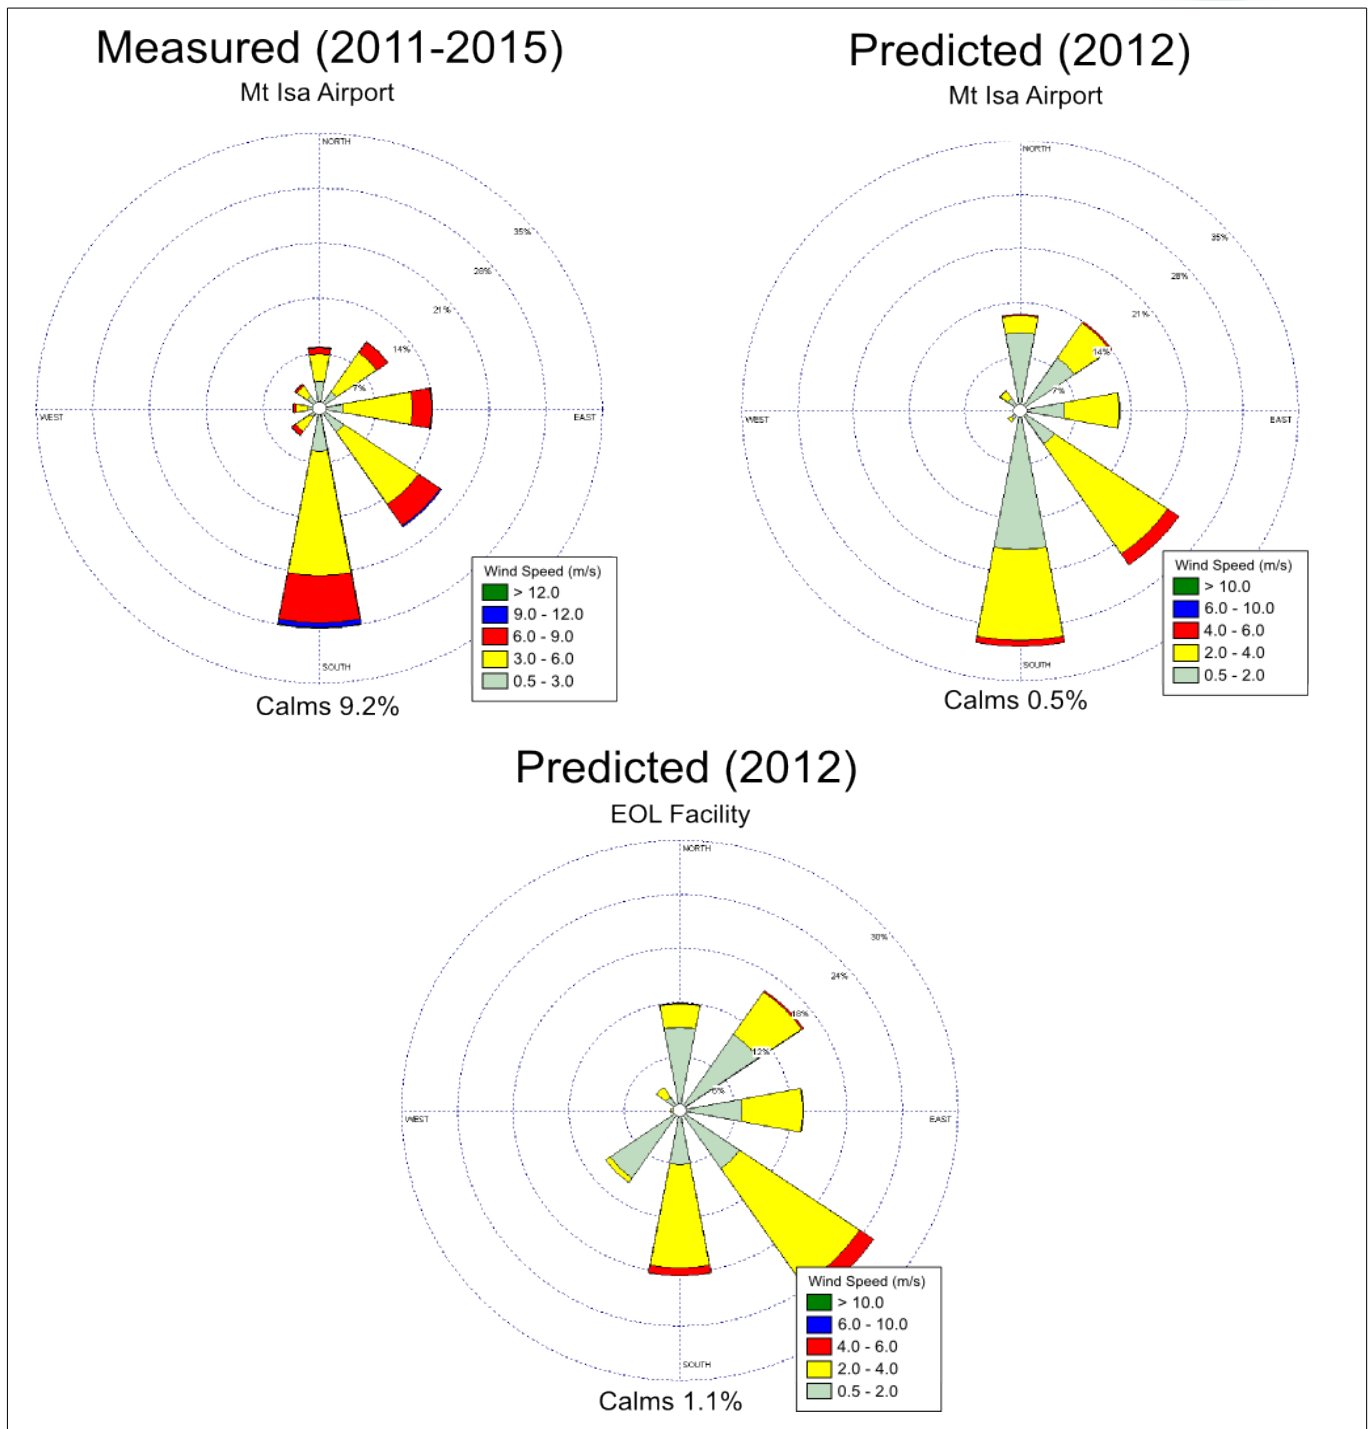 Measured (2011-2015)
Mt Isa Airport
NORTH
35%
28%
21%
14%
7%
WEST
EAST
SOUTH
Wind Speed (m/s)
> 12.0
9.0 - 12.0
6.0 - 9.0
3.0 - 6.0
0.5 - 3.0
Calms 9.2%
Predicted (2012)
Mt Isa Airport
NORTH
35%
28%
21%
14%
7%
WEST
EAST
SOUTH
Wind Speed (m/s)
> 10.0
6.0 - 10.0
4.0 - 6.0
2.0 - 4.0
0.5 - 2.0
Calms 0.5%
Predicted (2012)
EOL Facility
NORTH
30%
24%
18%
12%
6%
WEST
EAST
SOUTH
Wind Speed (m/s)
> 10.0
6.0 - 10.0
4.0 - 6.0
2.0 - 4.0
0.5 - 2.0
Calms 1.1%